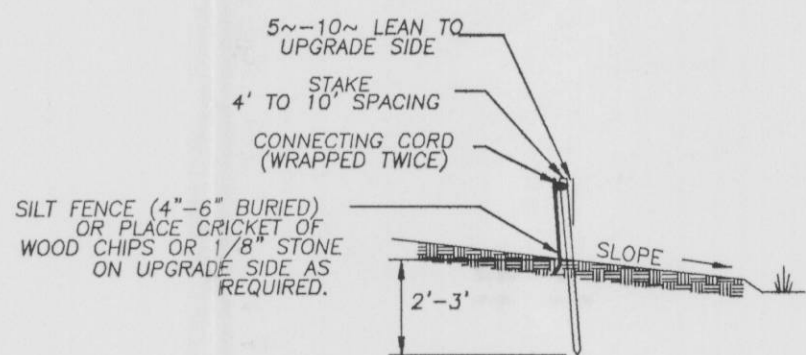 5~-10~ LEAN TO
UPGRADE SIDE
STAKE
4' TO 10' SPACING
CONNECTING CORD
(WRAPPED TWICE)
SILT FENCE (4"-6" BURIED)
OR PLACE CRICKET OF
WOOD CHIPS OR 1/8" STONE
ON UPGRADE SIDE AS
REQUIRED.
SLOPE
2'-3'